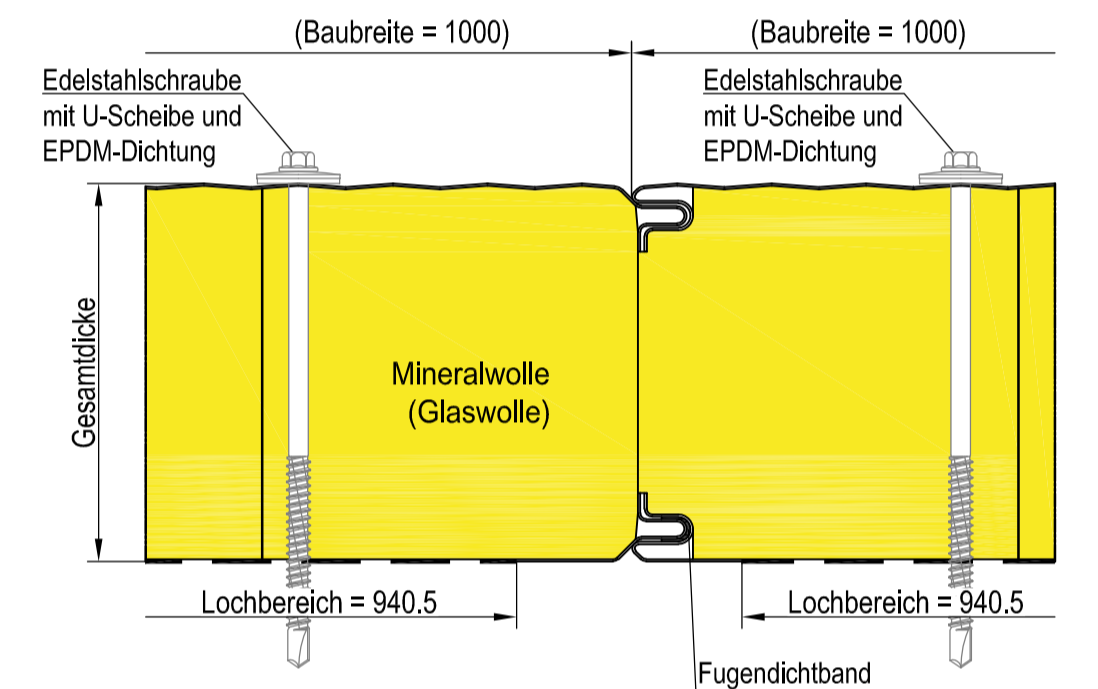 (Baubreite = 1000)
(Baubreite = 1000)
Edelstahlschraube
mit U-Scheibe und
EPDM-Dichtung
Edelstahlschraube
mit U-Scheibe und
EPDM-Dichtung
Gesamtdicke
Mineralwolle
(Glaswolle)
Lochbereich = 940.5
Lochbereich = 940.5
Fugendichtband